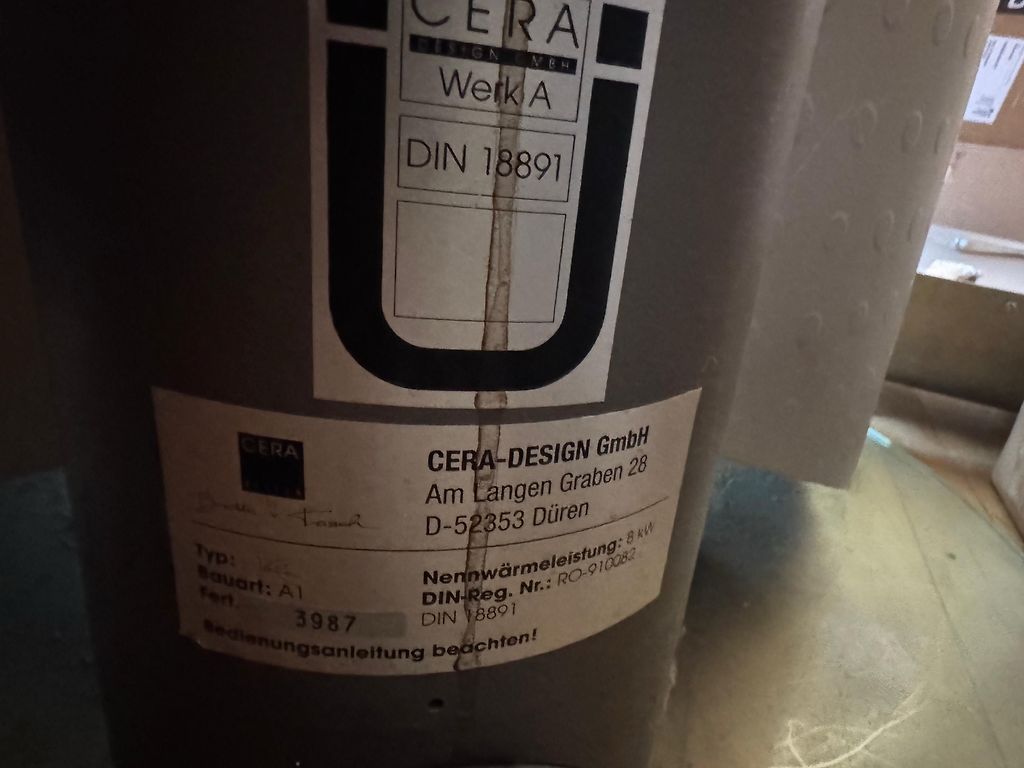 CERA
DESIGN GMBH
Werk A
DIN 18891
CERA
CERA-DESIGN GmbH
Am Langen Graben 28
D-52353 Düren
Typ:
Bauart: A1
Fert.
3987
Nennwärmeleistung: 8 kW
DIN-Reg. Nr.: RO-910082
DIN 18891
Bedienungsanleitung beachten!